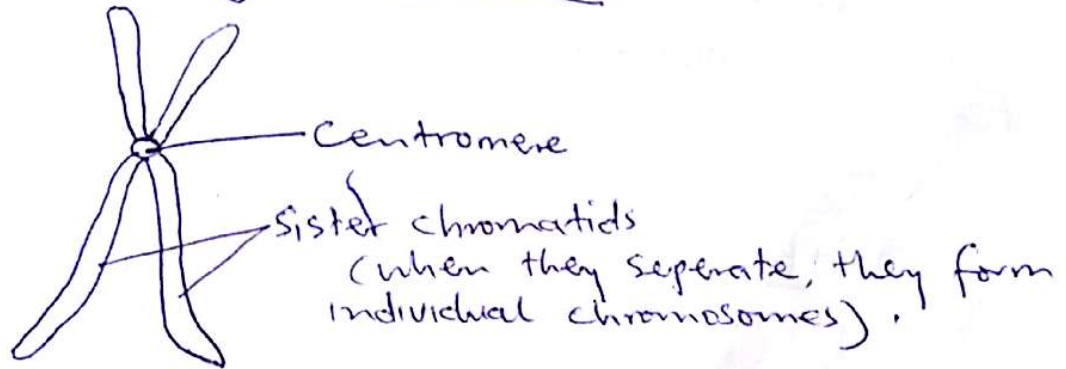 Centromere
Sister chromatids
(when they seperate, they form
individual chromosomes).